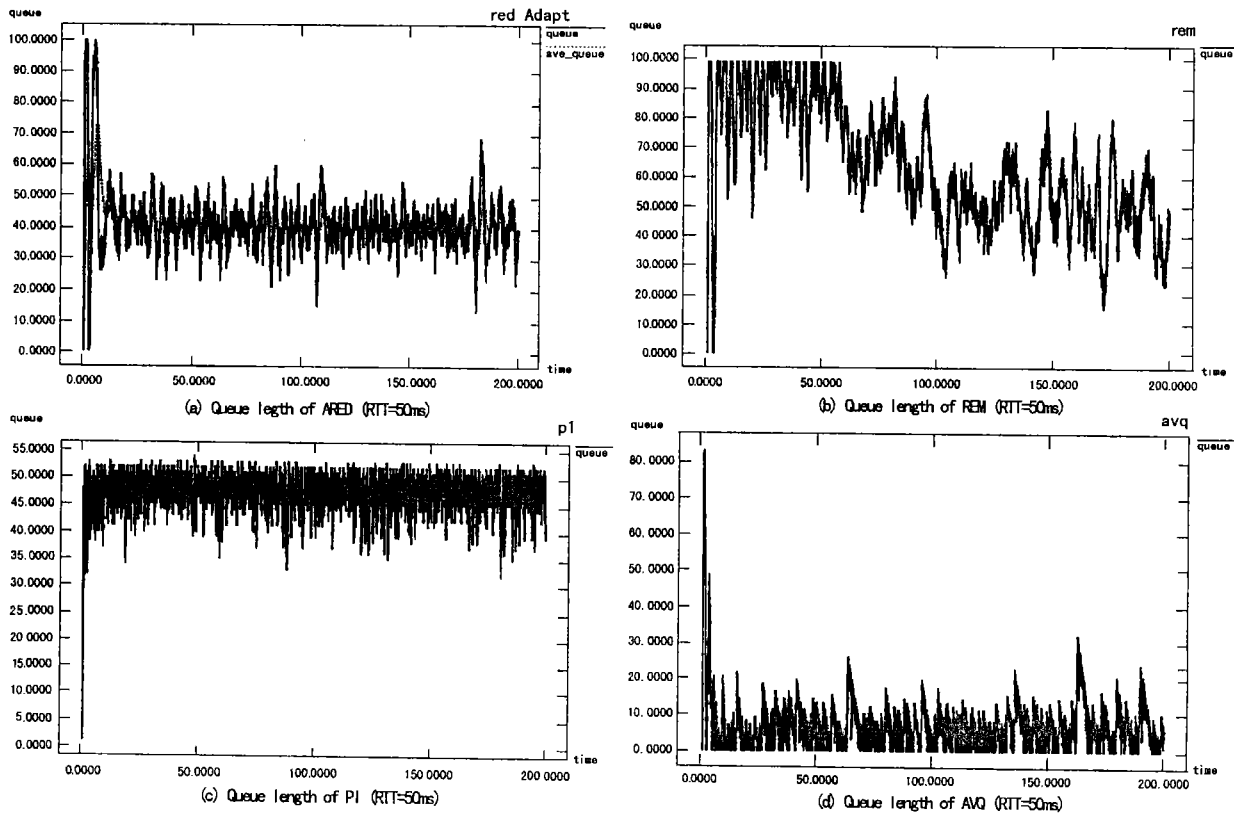 queue
red Adapt
queue
ave_queue
100.0000
90.0000
80.0000
70.0000
60.0000
50.0000
40.0000
30.0000
20.0000
10.0000
0.0000
time
0.0000 50.0000 100.0000 150.0000 200.0000
(a) Queue legth of ARED (RTT=50ms)
queue
rem
queue
100.0000
90.0000
80.0000
70.0000
60.0000
50.0000
40.0000
30.0000
20.0000
10.0000
0.0000
time
0.0000 50.0000 100.0000 150.0000 200.0000
(b) Queue length of REM (RTT=50ms)
queue
p1
queue
55.0000
50.0000
45.0000
40.0000
35.0000
30.0000
25.0000
20.0000
15.0000
10.0000
5.0000
0.0000
time
0.0000 50.0000 100.0000 150.0000 200.0000
(c) Queue length of PI (RTT=50ms)
queue
avq
queue
80.0000
70.0000
60.0000
50.0000
40.0000
30.0000
20.0000
10.0000
0.0000
time
0.0000 50.0000 100.0000 150.0000 200.0000
(d) Queue length of AVQ (RTT=50ms)